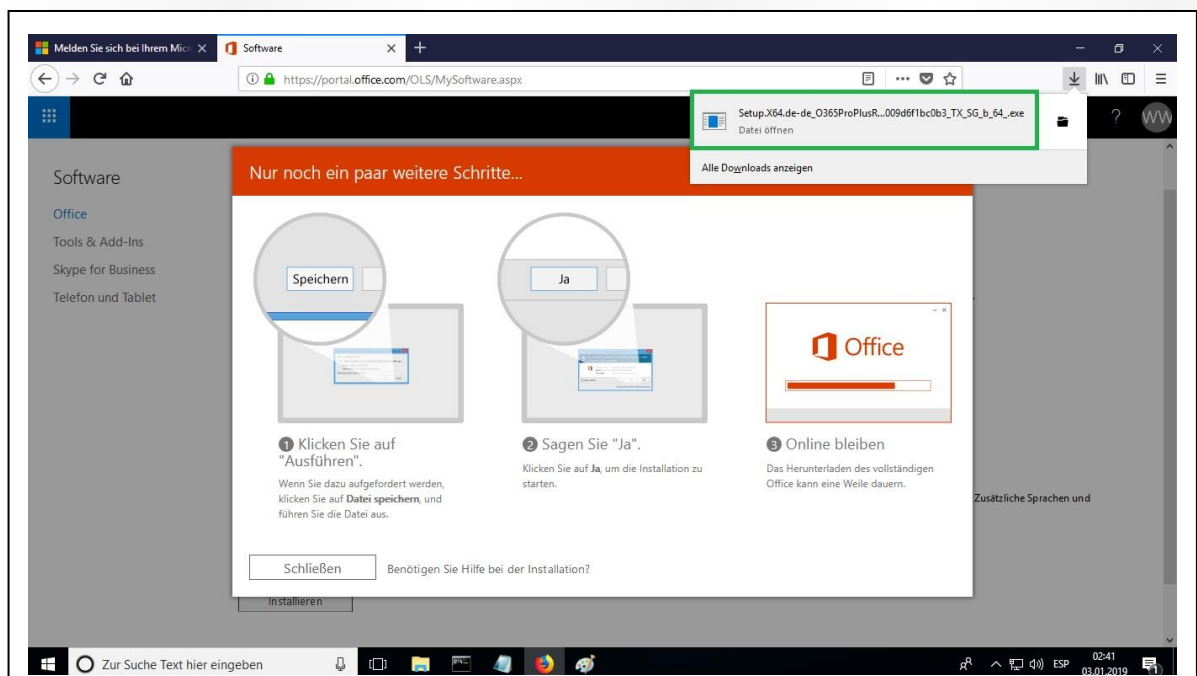 Melden Sie sich bei Ihrem Micr
Software
https://portal.office.com/OLS/MySoftware.aspx
Setup.X64.de-de_O365ProPlusR...009d6f1bc0b3_TX_SG_b_64_.exe
Datei öffnen
Alle Downloads anzeigen
WW
Software
Office
Tools & Add-Ins
Skype for Business
Telefon und Tablet
Nur noch ein paar weitere Schritte...
Speichern
Ja
Office
1 Klicken Sie auf
"Ausführen".
Wenn Sie dazu aufgefordert werden,
klicken Sie auf Datei speichern, und
führen Sie die Datei aus.
2 Sagen Sie "Ja".
Klicken Sie auf Ja, um die Installation zu
starten.
3 Online bleiben
Das Herunterladen des vollständigen
Office kann eine Weile dauern.
Zusätzliche Sprachen und
Schließen
Benötigen Sie Hilfe bei der Installation?
Installieren
Zur Suche Text hier eingeben
ESP
02:41
03.01.2019